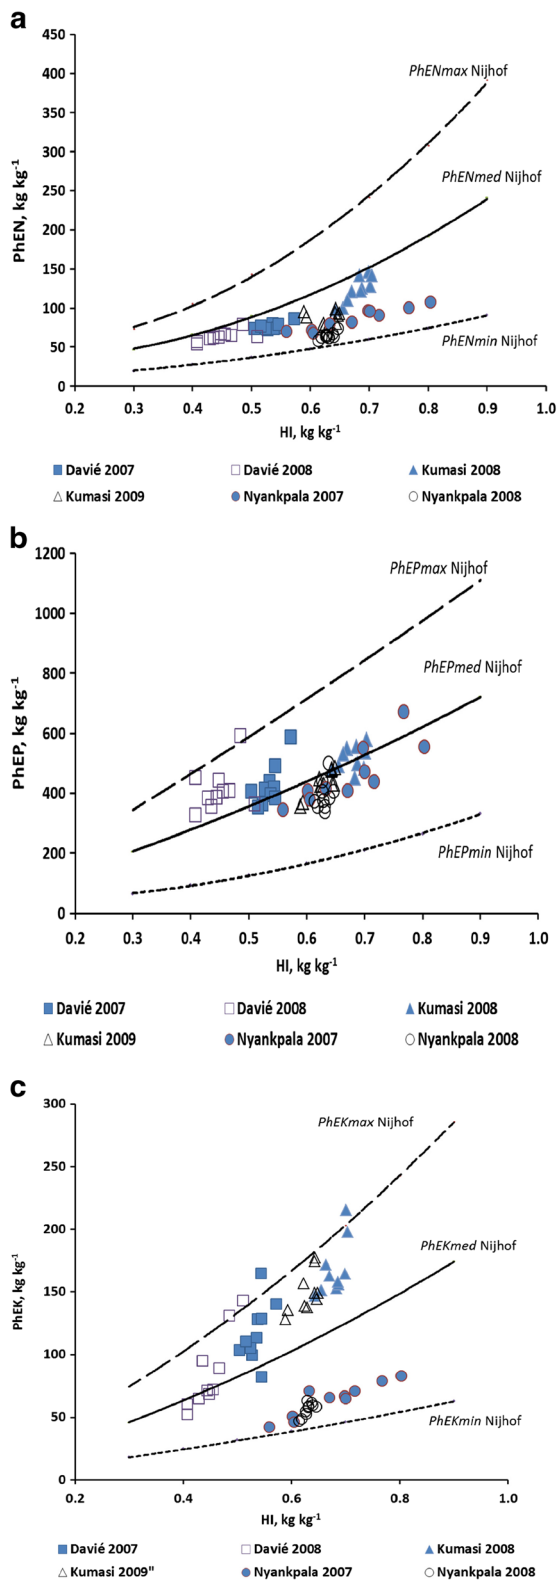 a
450
400
350
300
250
200
150
100
50
0
PhEN, kg kg-1
PhENmax Nijhof
PhENmed Nijhof
PhENmin Nijhof
0.2 0.3 0.4 0.5 0.6 0.7 0.8 0.9 1.0
HI, kg kg-1
Davié 2007 Davié 2008 Kumasi 2008
Kumasi 2009 Nyankpala 2007 Nyankpala 2008
b
1200
1000
800
600
400
200
0
PhEP, kg kg-1
PhEPmax Nijhof
PhEPmed Nijhof
PhEPmin Nijhof
0.2 0.3 0.4 0.5 0.6 0.7 0.8 0.9 1.0
HI, kg kg-1
Davié 2007 Davié 2008 Kumasi 2008
Kumasi 2009 Nyankpala 2007 Nyankpala 2008
c
300
250
200
150
100
50
0
PhEK, kg kg-1
PhEKmax Nijhof
PhEKmed Nijhof
PhEKmin Nijhof
0.2 0.4 0.6 0.8 1.0
HI, kg kg-1
Davié 2007 Davié 2008 Kumasi 2008
Kumasi 2009" Nyankpala 2007 Nyankpala 2008